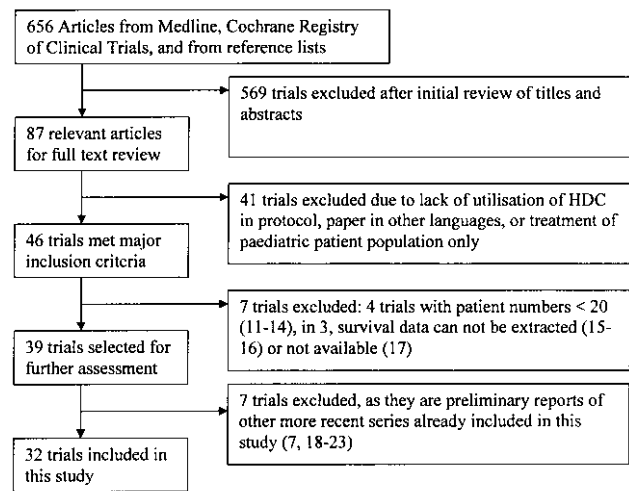 656 Articles from Medline, Cochrane Registry
of Clinical Trials, and from reference lists
569 trials excluded after initial review of titles and
abstracts
87 relevant articles
for full text review
41 trials excluded due to lack of utilisation of HDC
in protocol, paper in other languages, or treatment of
paediatric patient population only
46 trials met major
inclusion criteria
7 trials excluded: 4 trials with patient numbers < 20
(11-14), in 3, survival data can not be extracted (15-
16) or not available (17)
39 trials selected for
further assessment
7 trials excluded, as they are preliminary reports of
other more recent series already included in this
study (7, 18-23)
32 trials included in
this study